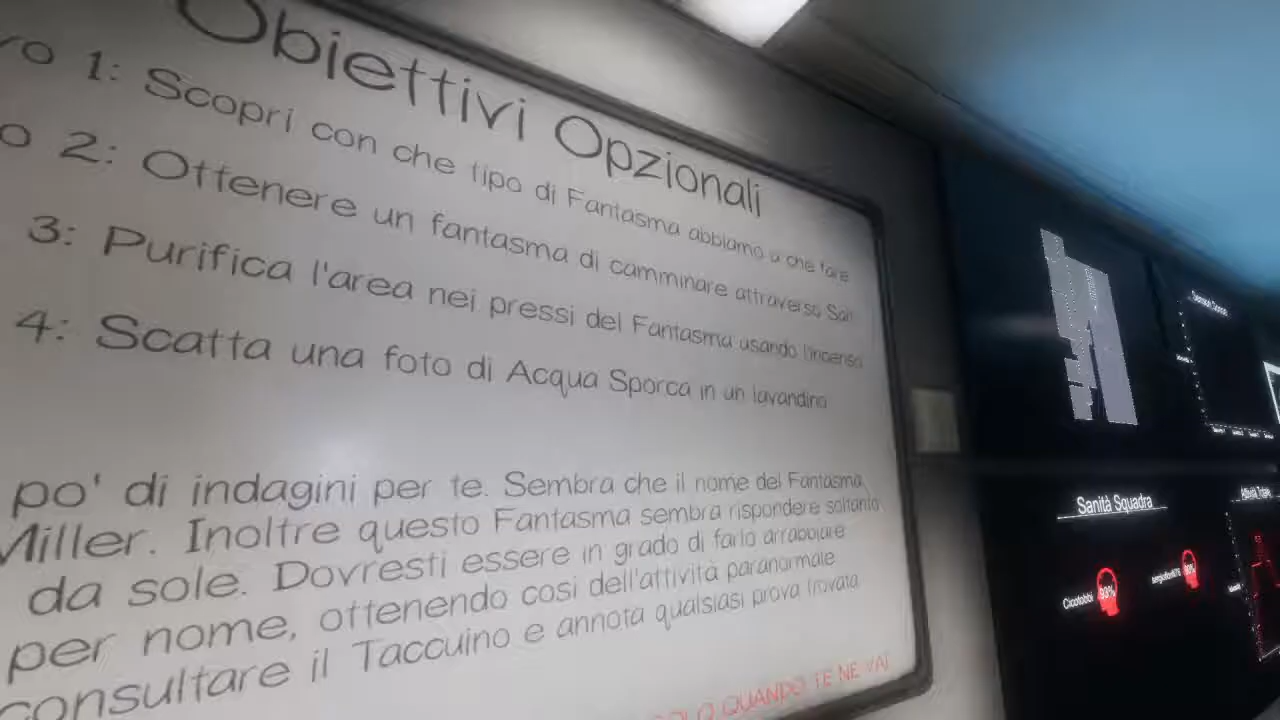 Obiettivi Opzionali
1: Scopri con che tipo di Fantasma abbiamo a che fare
2: Ottenere un fantasma di camminare attraverso Salt
3: Purifica l'area nei pressi del Fantasma usando l'incenso
4: Scatta una foto di Acqua Sporca in un lavandino
po' di indagini per te. Sembra che il nome del Fantasma
Miller. Inoltre questo Fantasma sembra rispondere soltanto
da sole. Dovresti essere in grado di farlo arrabbiare
per nome, ottenendo cosi dell'attività paranormale
consultare il Taccuino e annota qualsiasi prova trovata
QUANDO TE NE VAI
Sanità Squadra
93%